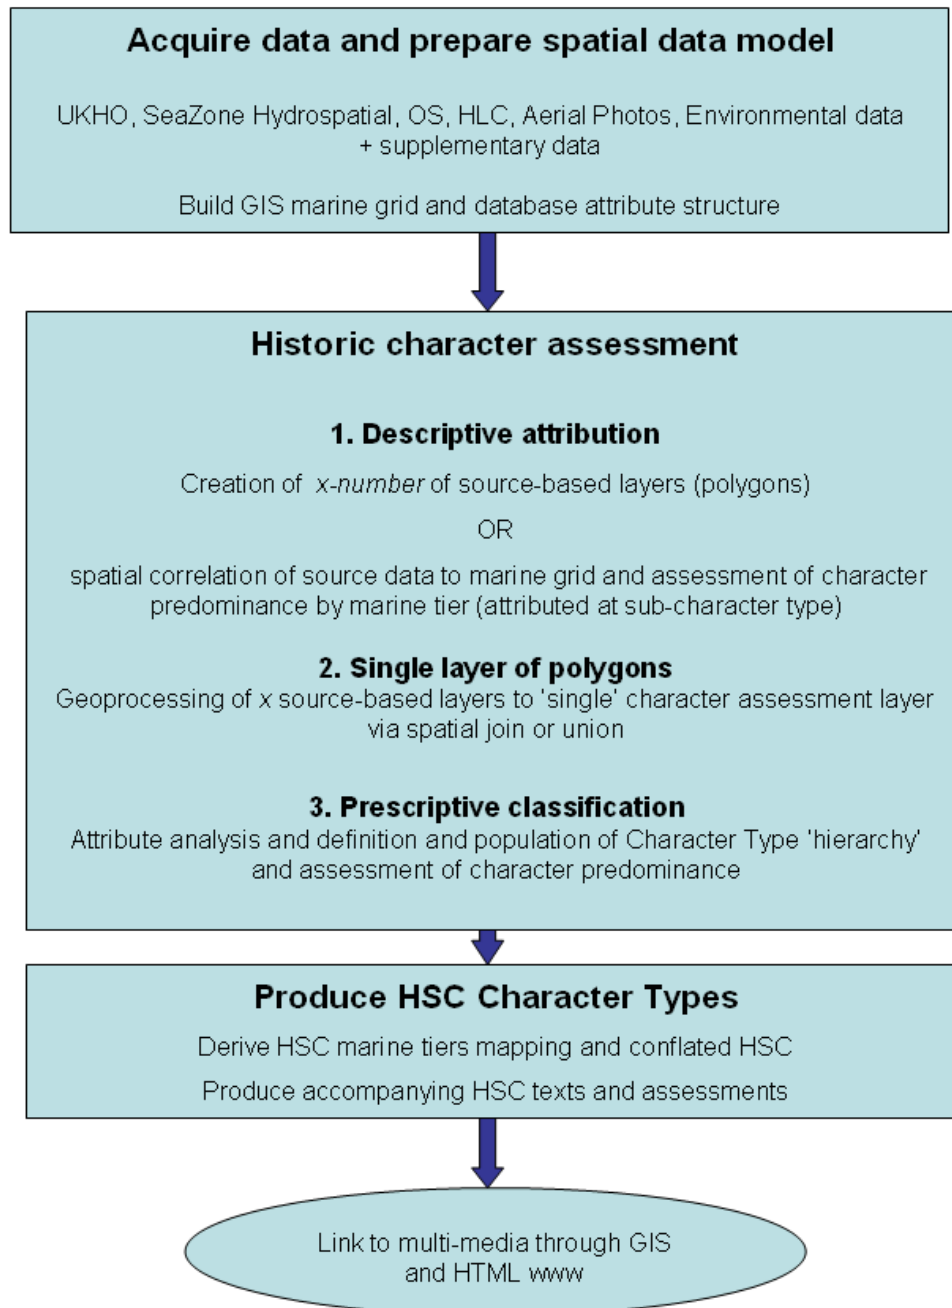 Acquire data and prepare spatial data model
UKHO, SeaZone Hydrospatial, OS, HLC, Aerial Photos, Environmental data
+ supplementary data
Build GIS marine grid and database attribute structure
Historic character assessment
1. Descriptive attribution
Creation of x-number of source-based layers (polygons)
OR
spatial correlation of source data to marine grid and assessment of character
predominance by marine tier (attributed at sub-character type)
2. Single layer of polygons
Geoprocessing of x source-based layers to 'single' character assessment layer
via spatial join or union
3. Prescriptive classification
Attribute analysis and definition and population of Character Type 'hierarchy'
and assessment of character predominance
Produce HSC Character Types
Derive HSC marine tiers mapping and conflated HSC
Produce accompanying HSC texts and assessments
Link to multi-media through GIS
and HTML www